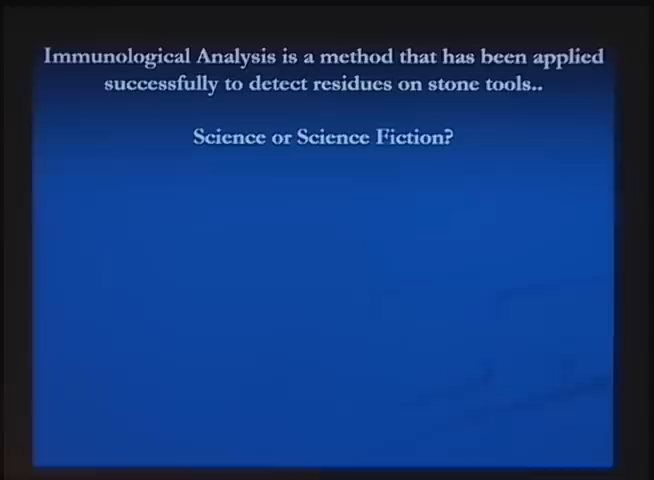 Immunological Analysis is a method that has been applied
successfully to detect residues on stone tools..
Science or Science Fiction?